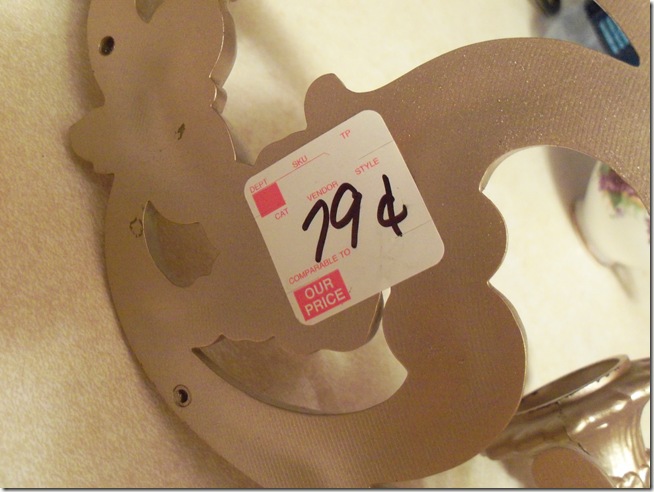 DEPT. SKU TP
CAT VENDOR STYLE
79¢
COMPARABLE TO
OUR
PRICE